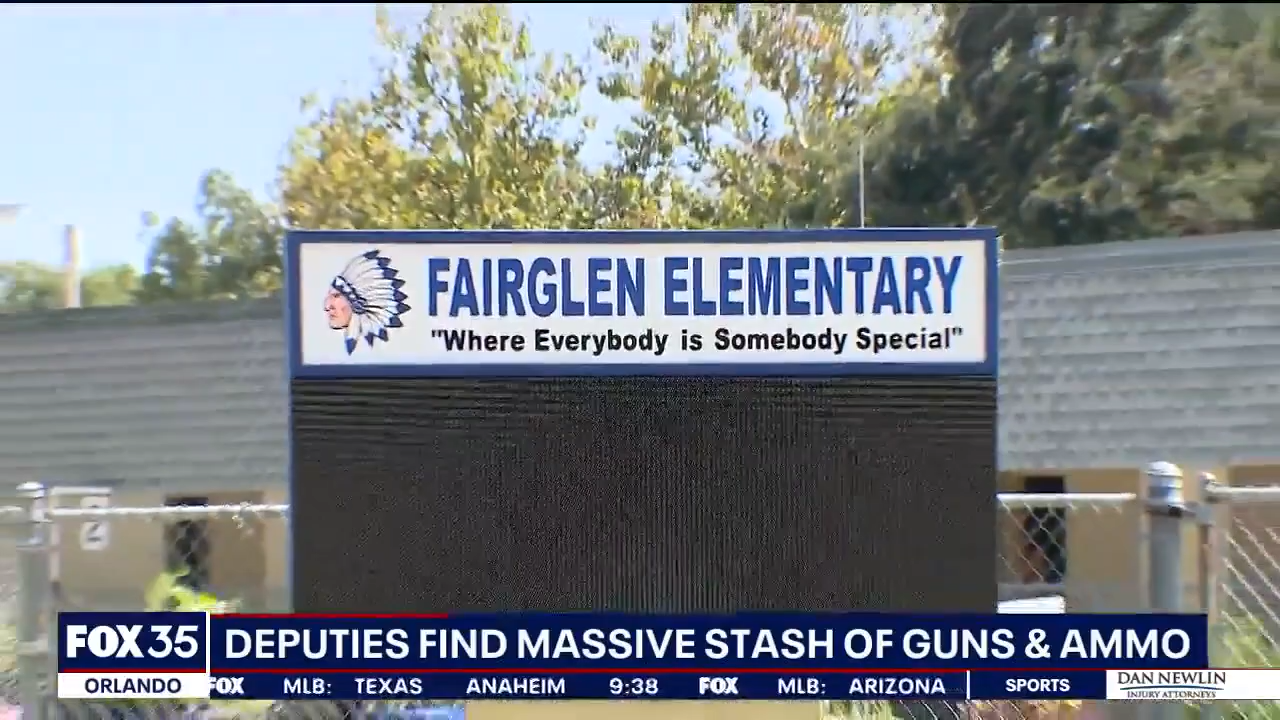 FAIRGLEN ELEMENTARY
"Where Everybody is Somebody Special"
2
FOX 35 DEPUTIES FIND MASSIVE STASH OF GUNS & AMMO
ORLANDO FOX MLB: TEXAS ANAHEIM 9:38 FOX MLB: ARIZONA SPORTS DAN NEWLIN
INJURY ATTORNEYS